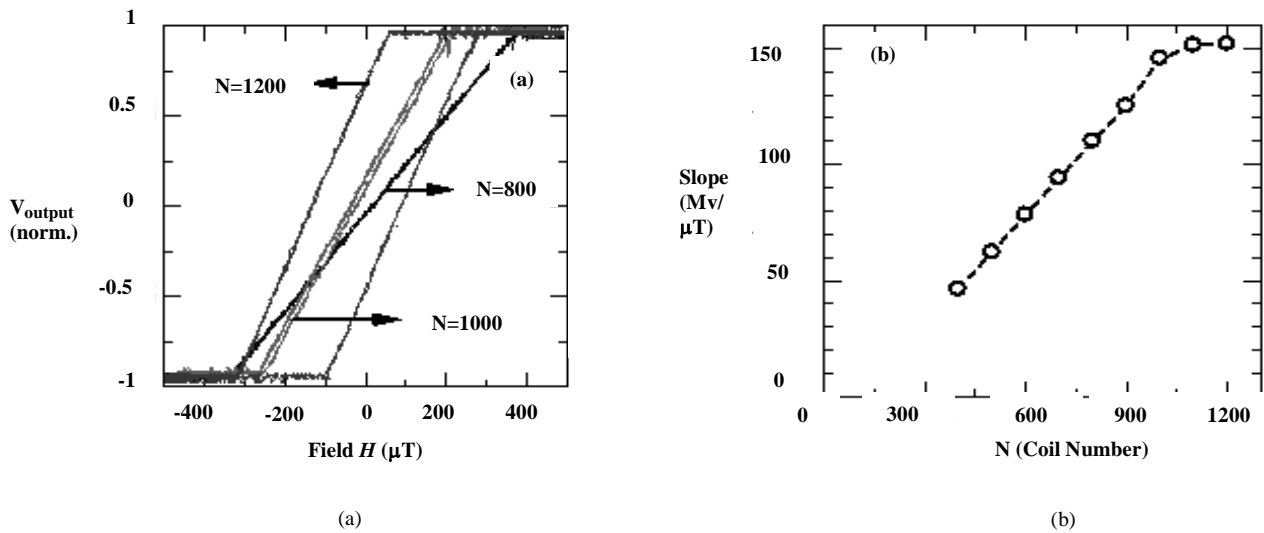 1
0.5
0
-0.5
-1
V output
(norm.)
N=1200
(a)
N=800
N=1000
-400 -200 0 200 400
Field H (μT)
(a)
150
100
50
0
Slope
(Mv/
μT)
(b)
0 300 600 900 1200
N (Coil Number)
(b)